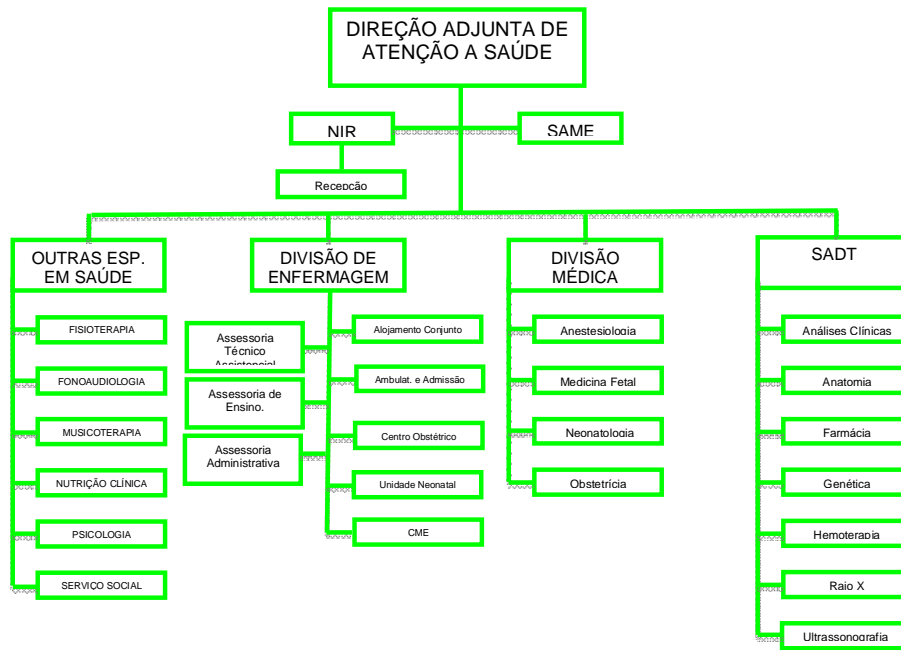 DIREÇÃO ADJUNTA DE
ATENÇÃO A SAÚDE
NIR
SAME
Recepção
OUTRAS ESP.
EM SAÚDE
FISIOTERAPIA
FONOAUDIOLOGIA
MUSICOTERAPIA
NUTRIÇÃO CLÍNICA
PSICOLOGIA
SERVIÇO SOCIAL
DIVISÃO DE
ENFERMAGEM
Assessoria
Técnico
Assistencial
Assessoria de
Ensino.
Assessoria
Administrativa
Alojamento Conjunto
Ambulat. e Admissão
Centro Obstétrico
Unidade Neonatal
CME
DIVISÃO
MÉDICA
Anestesiologia
Medicina Fetal
Neonatologia
Obstetrícia
SADT
Análises Clínicas
Anatomia
Farmácia
Genética
Hemoterapia
Raio X
Ultrassonografia